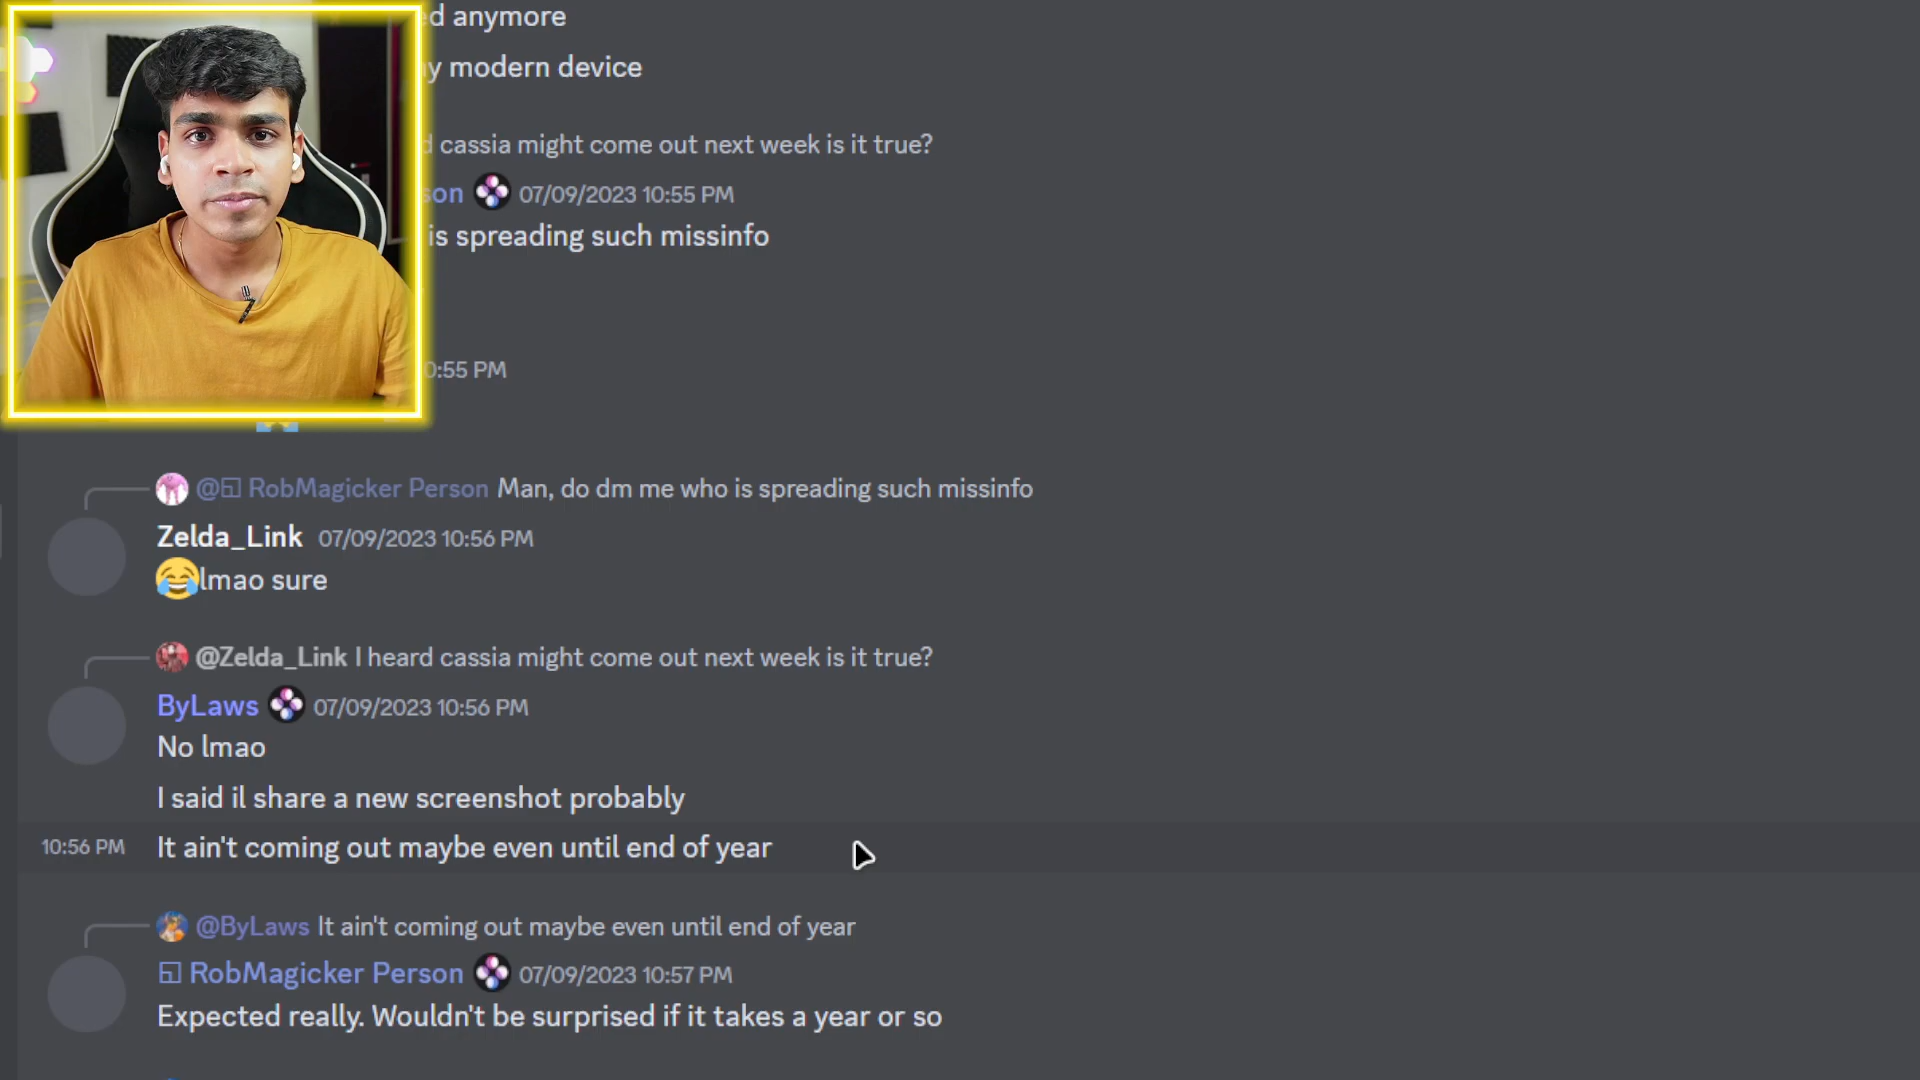 ed anymore
y modern device
cassia might come out next week is it true?
son 07/09/2023 10:55 PM
is spreading such missinfo
0:55 PM
@ RobMagicker Person Man, do dm me who is spreading such missinfo
Zelda_Link 07/09/2023 10:56 PM
😂lmao sure
@Zelda_Link I heard cassia might come out next week is it true?
ByLaws 07/09/2023 10:56 PM
No lmao
I said il share a new screenshot probably
10:56 PM It ain't coming out maybe even until end of year
@ByLaws It ain't coming out maybe even until end of year
RobMagicker Person 07/09/2023 10:57 PM
Expected really. Wouldn't be surprised if it takes a year or so